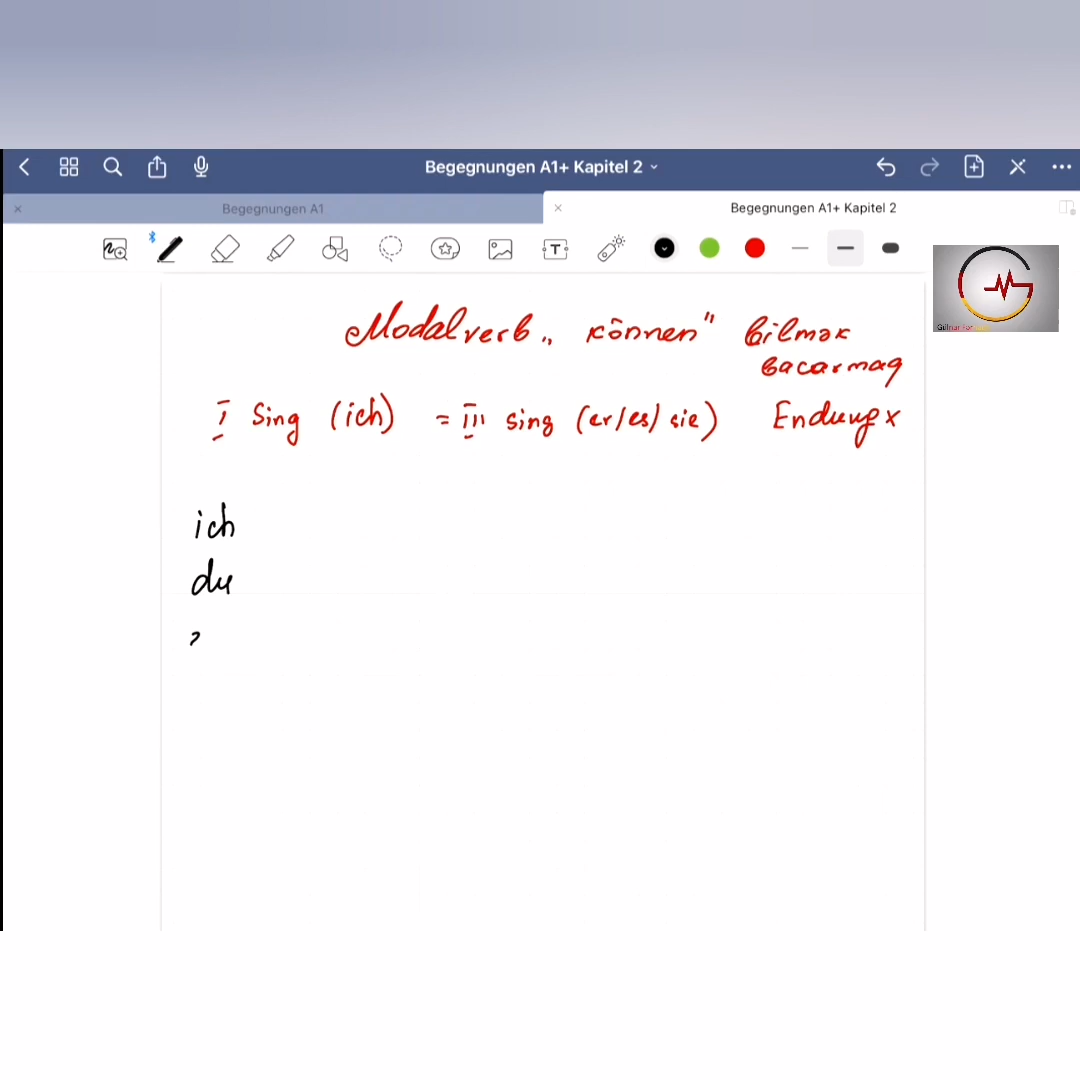 Begegnungen A1+ Kapitel 2
Begegnungen A1
Begegnungen A1+ Kapitel 2
Modalverb „ können" bilmək
bacarmaq
I Sing (ich) = III sing (er/es/sie) Endung x
ich
du